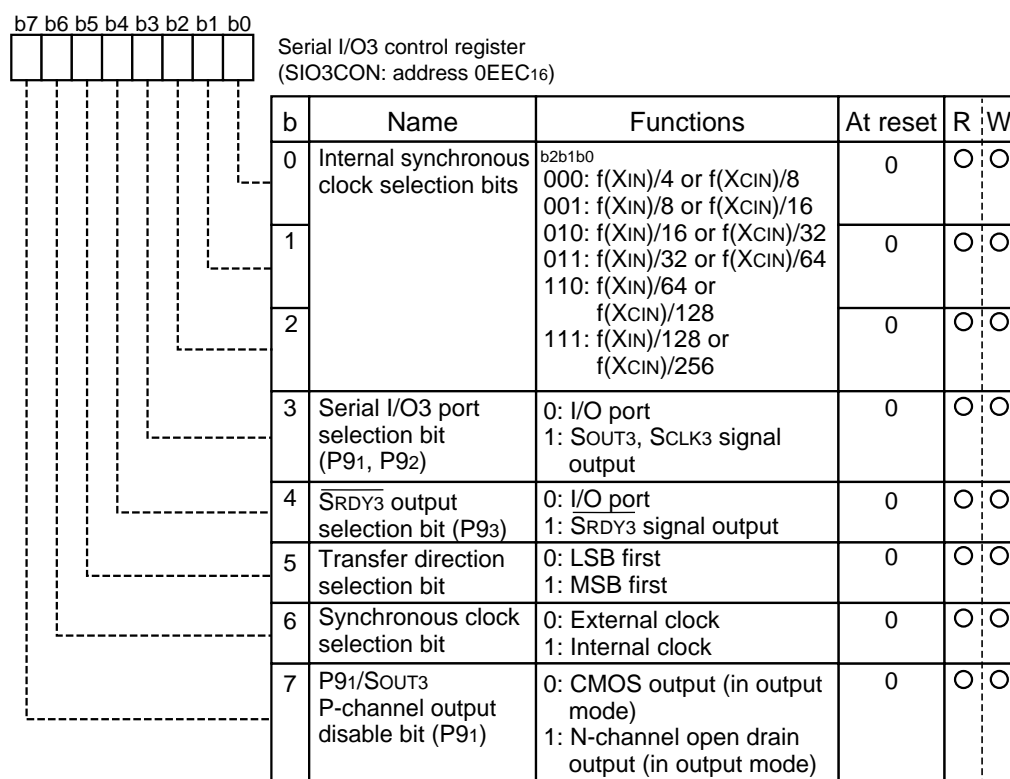 b7 b6 b5 b4 b3 b2 b1 b0
Serial I/O3 control register
(SIO3CON: address 0EEC16)
b Name Functions At reset R W
0 Internal synchronous clock selection bits
b2b1b0
000: f(XIN)/4 or f(XCIN)/8
001: f(XIN)/8 or f(XCIN)/16
010: f(XIN)/16 or f(XCIN)/32
011: f(XIN)/32 or f(XCIN)/64
110: f(XIN)/64 or
f(XCIN)/128
111: f(XIN)/128 or
f(XCIN)/256
0
1 0
2 0
3 Serial I/O3 port
selection bit
(P91, P92)
0: I/O port
1: SOUT3, SCLK3 signal
output
0
4 SRDY3 output
selection bit (P93)
0: I/O port
1: SRDY3 signal output
0
5 Transfer direction
selection bit
0: LSB first
1: MSB first
0
6 Synchronous clock
selection bit
0: External clock
1: Internal clock
0
7 P91/SOUT3
P-channel output
disable bit (P91)
0: CMOS output (in output
mode)
1: N-channel open drain
output (in output mode)
0